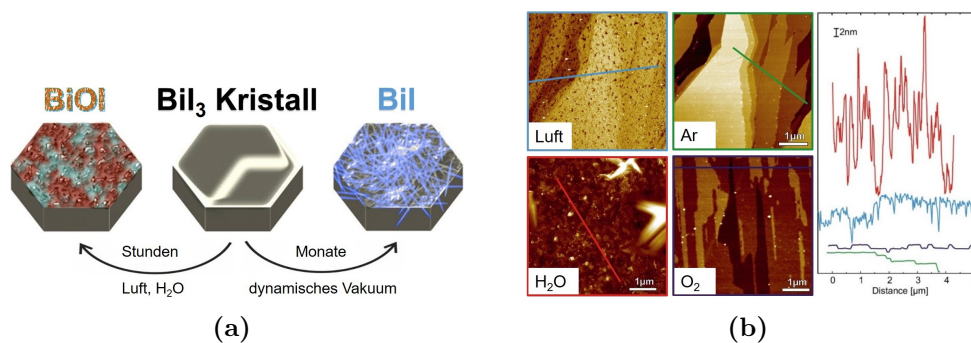 BiOI
BiI₃ Kristall
BiI
Stunden
Luft, H₂O
Monate
dynamisches Vakuum
(a)
Luft
Ar
1µm
H₂O
1µm
O₂
1µm
2nm
0 1 2 3 4
Distance [µm]
(b)